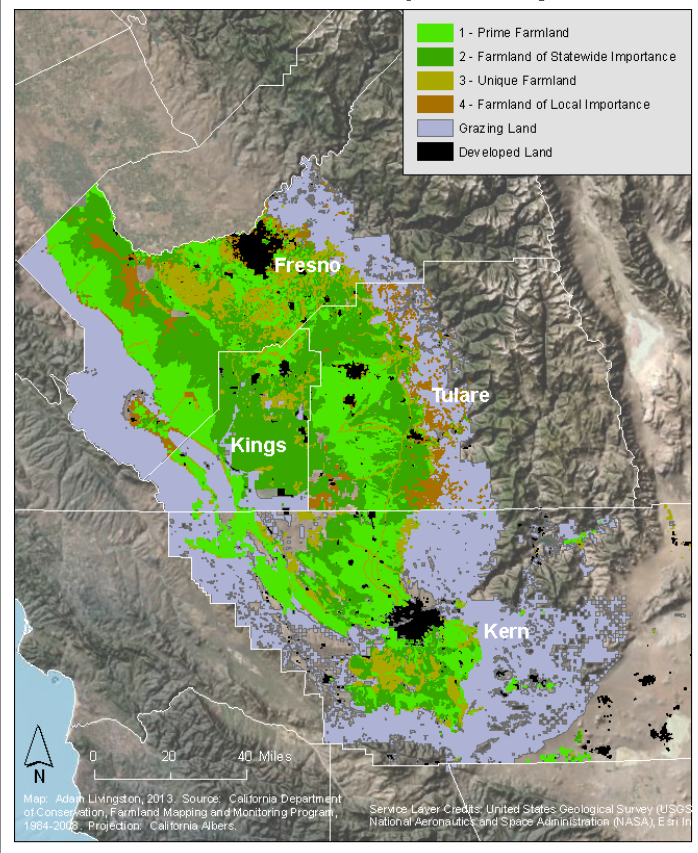 1 - Prime Farmland
2 - Farmland of Statewide Importance
3 - Unique Farmland
4 - Farmland of Local Importance
Grazing Land
Developed Land
Fresno
Tulare
Kings
Kern
N
0 20 40 Miles
Map: Adam Livingston, 2013. Source: California Department
of Conservation, Farmland Mapping and Monitoring Program,
1984-2008. Projection: California Albers.
Service Layer Credits: United States Geological Survey (USGS
National Aeronautics and Space Administration (NASA), Esri In